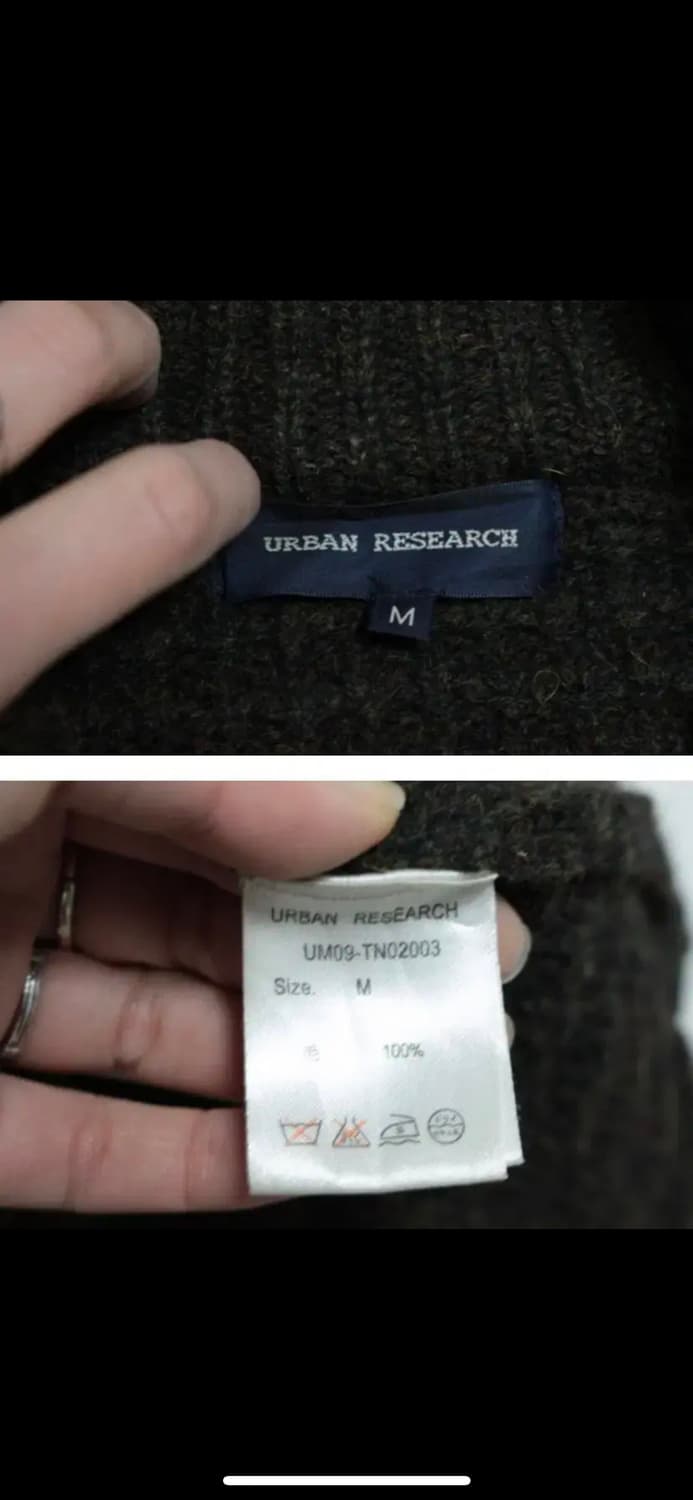 URBAN RESEARCH
M
URBAN RESEARCH
UM09-TN02003
Size. M
毛 100%